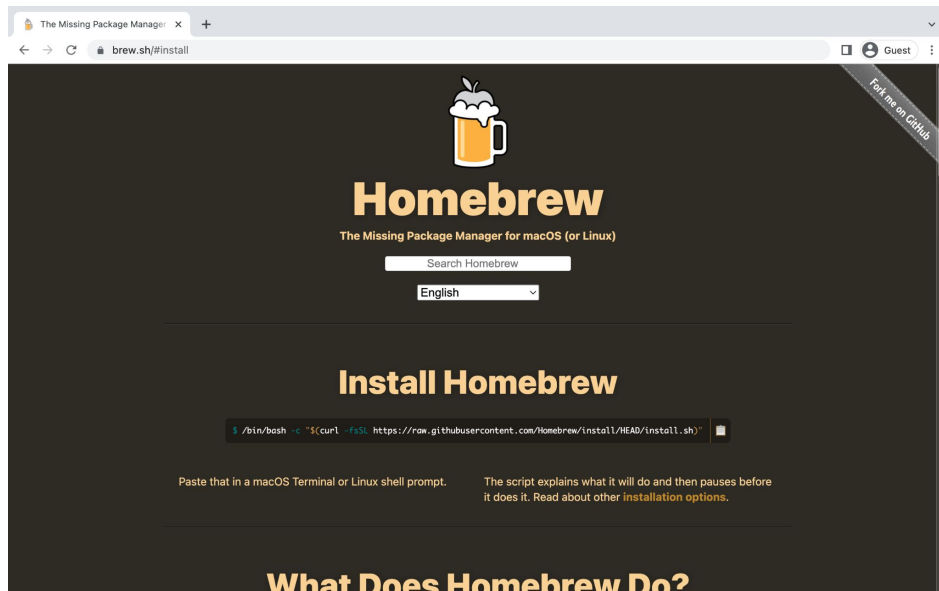 The Missing Package Manager
brew.sh/#install
Guest
Fork me on GitHub
Homebrew
The Missing Package Manager for macOS (or Linux)
Search Homebrew
English
Install Homebrew
$ /bin/bash -c "$(curl -fsSL https://raw.githubusercontent.com/Homebrew/install/HEAD/install.sh)"
Paste that in a macOS Terminal or Linux shell prompt.
The script explains what it will do and then pauses before
it does it. Read about other installation options.
What Does Homebrew Do?